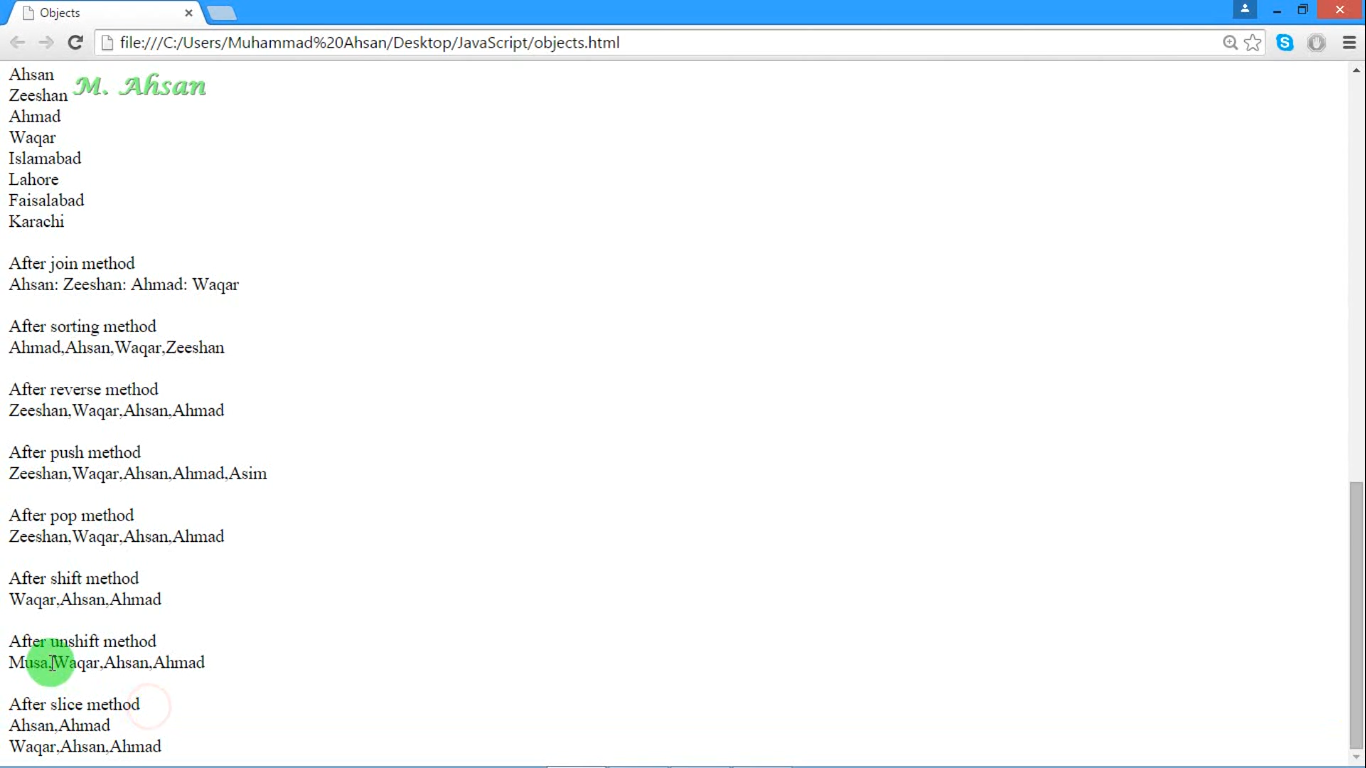 Objects
file:///C:/Users/Muhammad%20Ahsan/Desktop/JavaScript/objects.html
Ahsan
M. Ahsan
Zeeshan
Ahmad
Waqar
Islamabad
Lahore
Faisalabad
Karachi
After join method
Ahsan: Zeeshan: Ahmad: Waqar
After sorting method
Ahmad,Ahsan,Waqar,Zeeshan
After reverse method
Zeeshan,Waqar,Ahsan,Ahmad
After push method
Zeeshan,Waqar,Ahsan,Ahmad,Asim
After pop method
Zeeshan,Waqar,Ahsan,Ahmad
After shift method
Waqar,Ahsan,Ahmad
After unshift method
Musa,Waqar,Ahsan,Ahmad
After slice method
Ahsan,Ahmad
Waqar,Ahsan,Ahmad